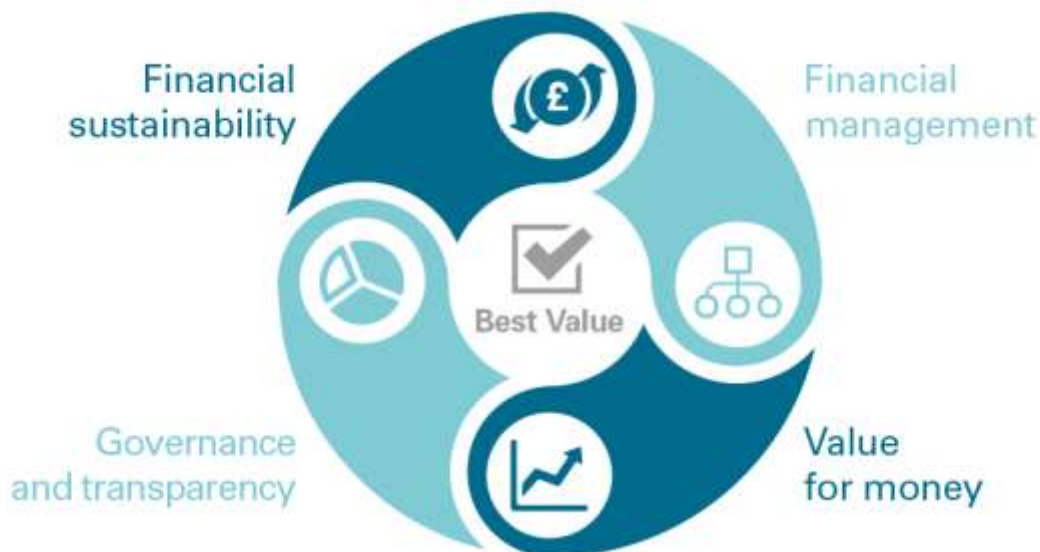 Financial
sustainability
£
Financial
management
Best Value
Governance
and transparency
Value
for money